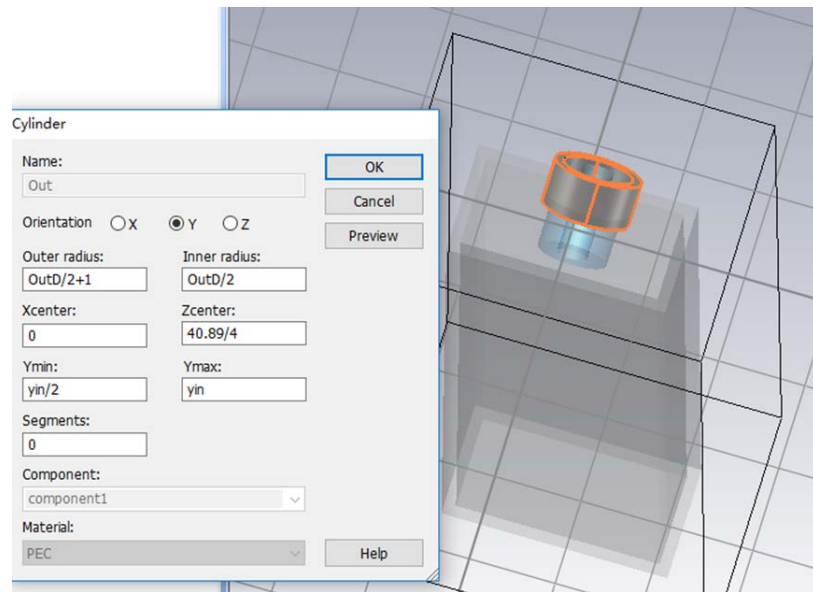 Cylinder
Name:
OK
Out
Cancel
Orientation X Y Z
Preview
Outer radius: Inner radius:
OutD/2+1 OutD/2
Xcenter: Zcenter:
0 40.89/4
Ymin: Ymax:
yin/2 yin
Segments:
0
Component:
component1
Material:
PEC Help